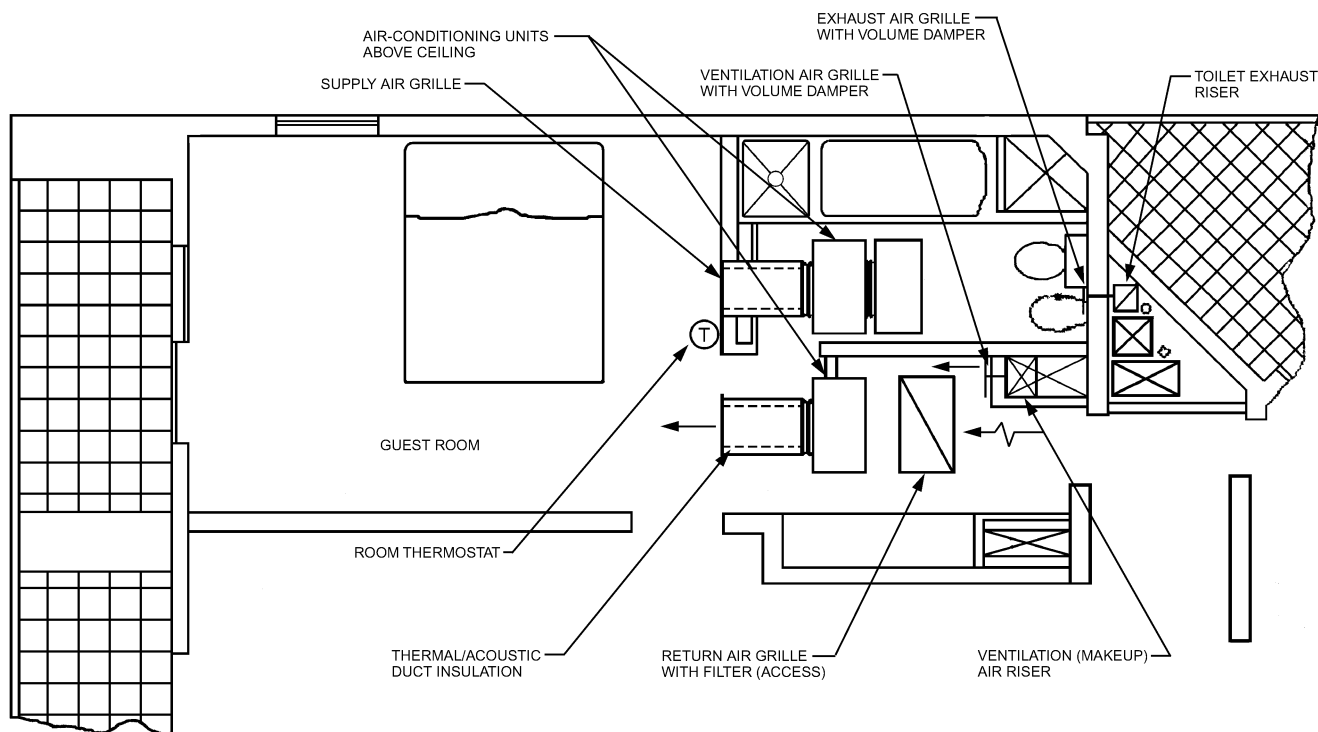 EXHAUST AIR GRILLE
WITH VOLUME DAMPER
AIR-CONDITIONING UNITS
ABOVE CEILING
VENTILATION AIR GRILLE
WITH VOLUME DAMPER
TOILET EXHAUST
RISER
SUPPLY AIR GRILLE
T
GUEST ROOM
ROOM THERMOSTAT
THERMAL/ACOUSTIC
DUCT INSULATION
RETURN AIR GRILLE
WITH FILTER (ACCESS)
VENTILATION (MAKEUP)
AIR RISER